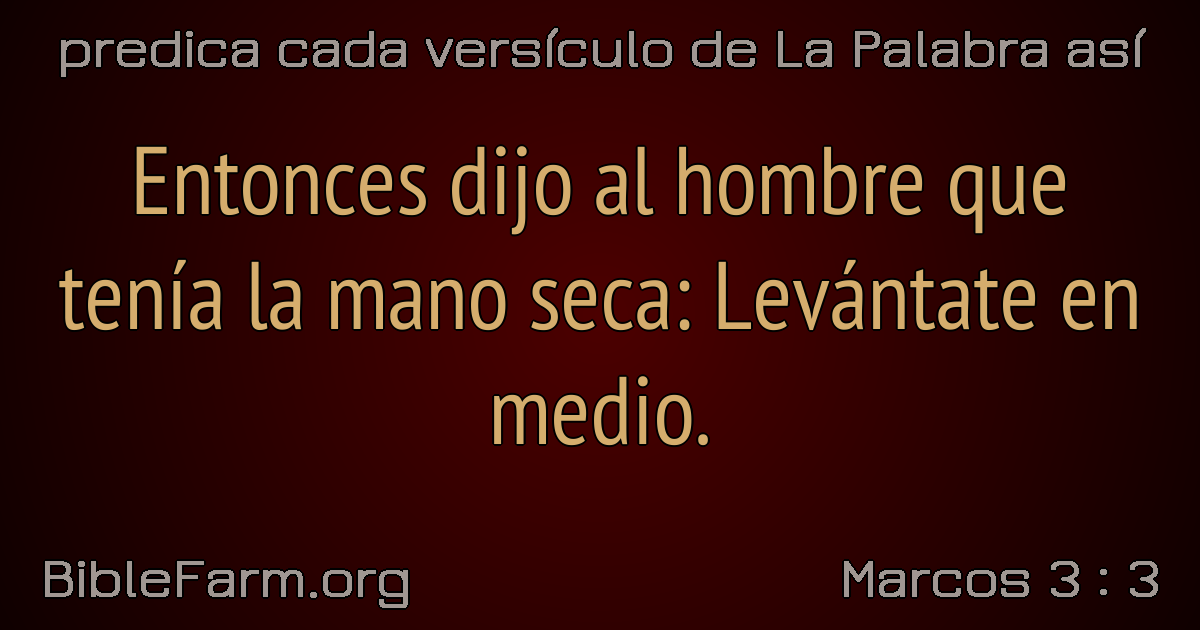 predica cada versículo de La Palabra así
Entonces dijo al hombre que
tenía la mano seca: Levántate en
medio.
BibleFarm.org
Marcos 3 : 3